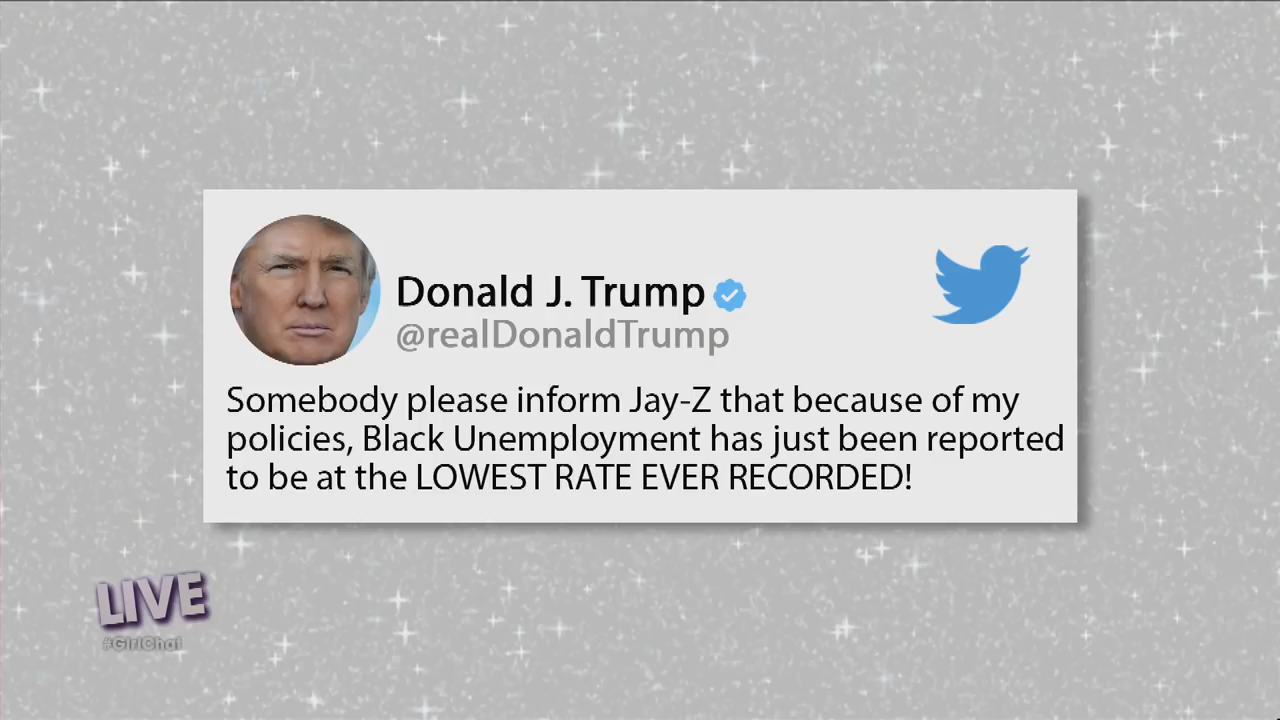 Donald J. Trump
@realDonaldTrump
Somebody please inform Jay-Z that because of my
policies, Black Unemployment has just been reported
to be at the LOWEST RATE EVER RECORDED!
LIVE
#GirlChat